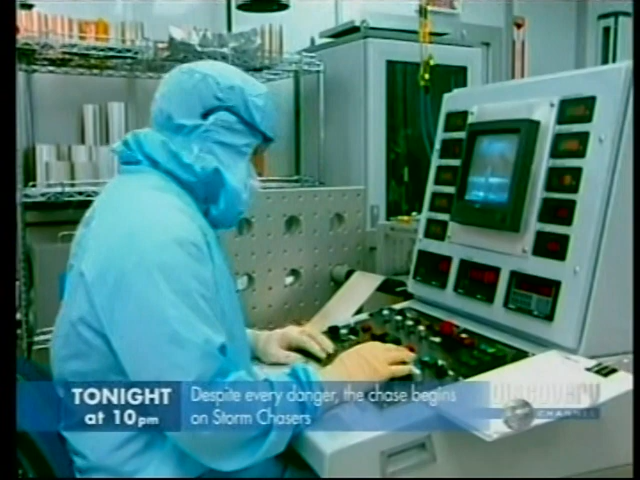 TONIGHT
at 10pm
Despite every danger, the chase begins
on Storm Chasers
DISCOVERY
CHANNEL